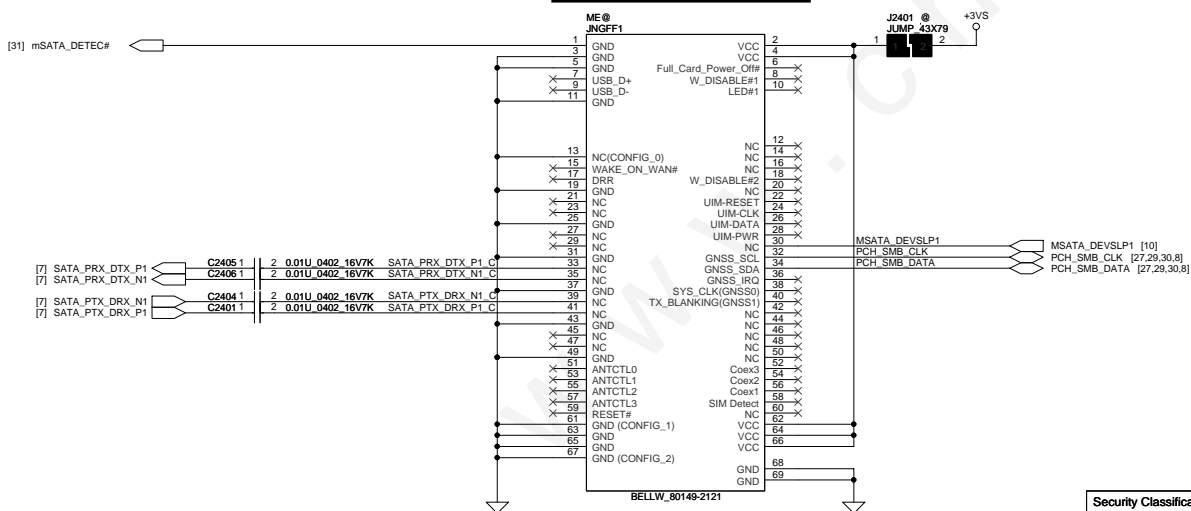 ME@
JNGFF1
J2401 @
JUMP_43X79
+3VS
[31] mSATA_DETEC#
1 GND VCC 2 1 1 2 2
3 GND VCC 4
5 GND Full_Card_Power_Off# 6
7 USB_D+ W_DISABLE#1 8
9 USB_D- LED#1 10
11 GND
NC 12
13 NC(CONFIG_0) NC 14
15 WAKE_ON_WAN# NC 16
17 DRR W_DISABLE#2 18
19 GND NC 20
21 NC UIM-RESET 22
23 NC UIM-CLK 24
25 GND UIM-DATA 26
27 NC UIM-PWR 28
29 NC NC 30 MSATA_DEVSLP1 MSATA_DEVSLP1 [10]
31 GND GNSS_SCL 32 PCH_SMB_CLK PCH_SMB_CLK [27,29,30,8]
[7] SATA_PRX_DTX_P1 C2405 1 2 0.01U_0402_16V7K SATA_PRX_DTX_P1_C 33 NC GNSS_SDA 34 PCH_SMB_DATA PCH_SMB_DATA [27,29,30,8]
[7] SATA_PRX_DTX_N1 C2406 1 2 0.01U_0402_16V7K SATA_PRX_DTX_N1_C 35 NC GNSS_IRQ 36
37 GND SYS_CLK(GNSS0) 38
[7] SATA_PTX_DRX_N1 C2404 1 2 0.01U_0402_16V7K SATA_PTX_DRX_N1_C 39 NC TX_BLANKING(GNSS1) 40
[7] SATA_PTX_DRX_P1 C2401 1 2 0.01U_0402_16V7K SATA_PTX_DRX_P1_C 41 NC NC 42
43 GND NC 44
45 NC NC 46
47 NC NC 48
49 GND NC 50
51 ANTCTL0 Coex3 52
53 ANTCTL1 Coex2 54
55 ANTCTL2 Coex1 56
57 ANTCTL3 SIM Detect 58
59 RESET# NC 60
61 GND (CONFIG_1) VCC 62
63 GND VCC 64
65 GND VCC 66
67 GND (CONFIG_2)
GND 68
GND 69
BELLW_80149-2121